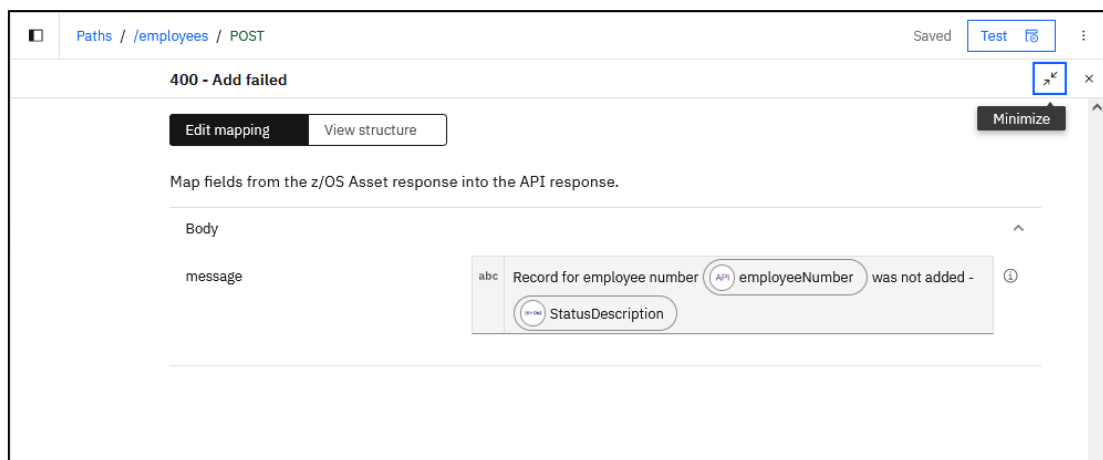 Paths / /employees / POST
Saved
Test
400 - Add failed
Minimize
Edit mapping
View structure
Map fields from the z/OS Asset response into the API response.
Body
message
abc
Record for employee number API employeeNumber was not added -
StatusDescription